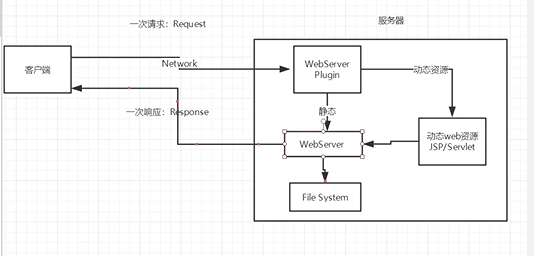 一次请求：Request
服务器
客户端
Network
WebServer
Plugin
动态资源
一次响应：Response
静态
WebServer
动态web资源
JSP/Servlet
File System